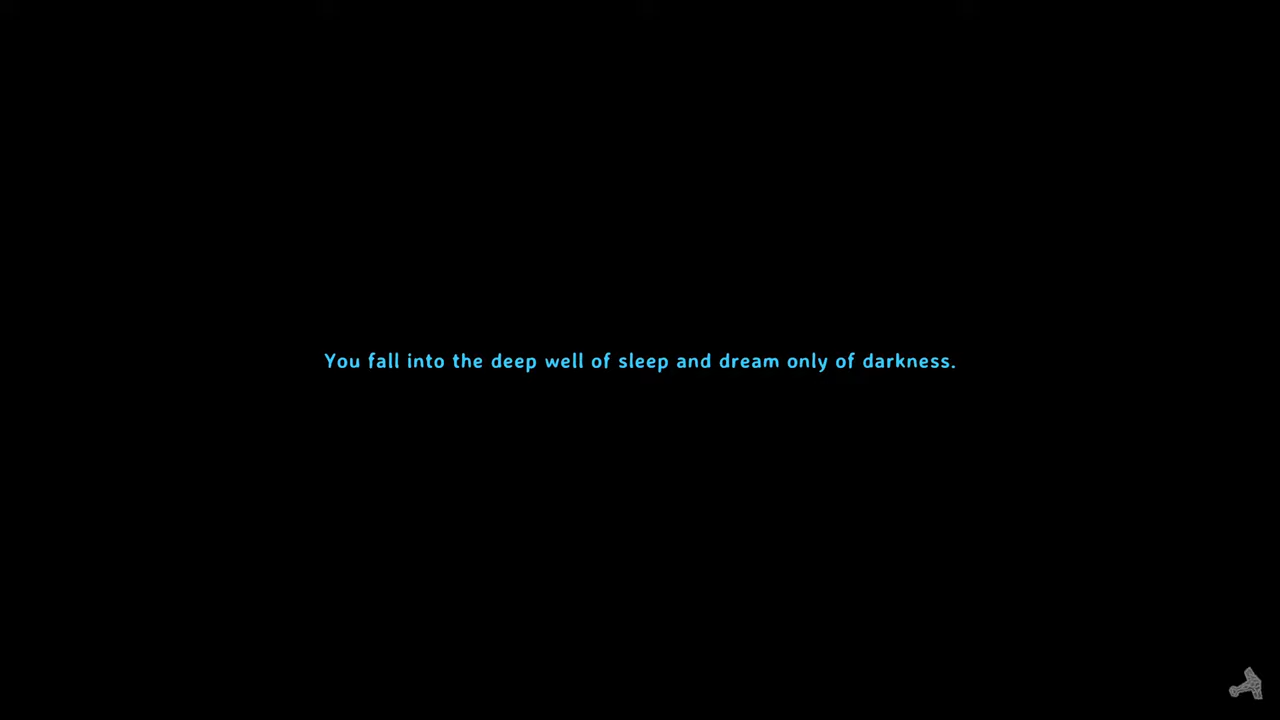 You fall into the deep well of sleep and dream only of darkness.